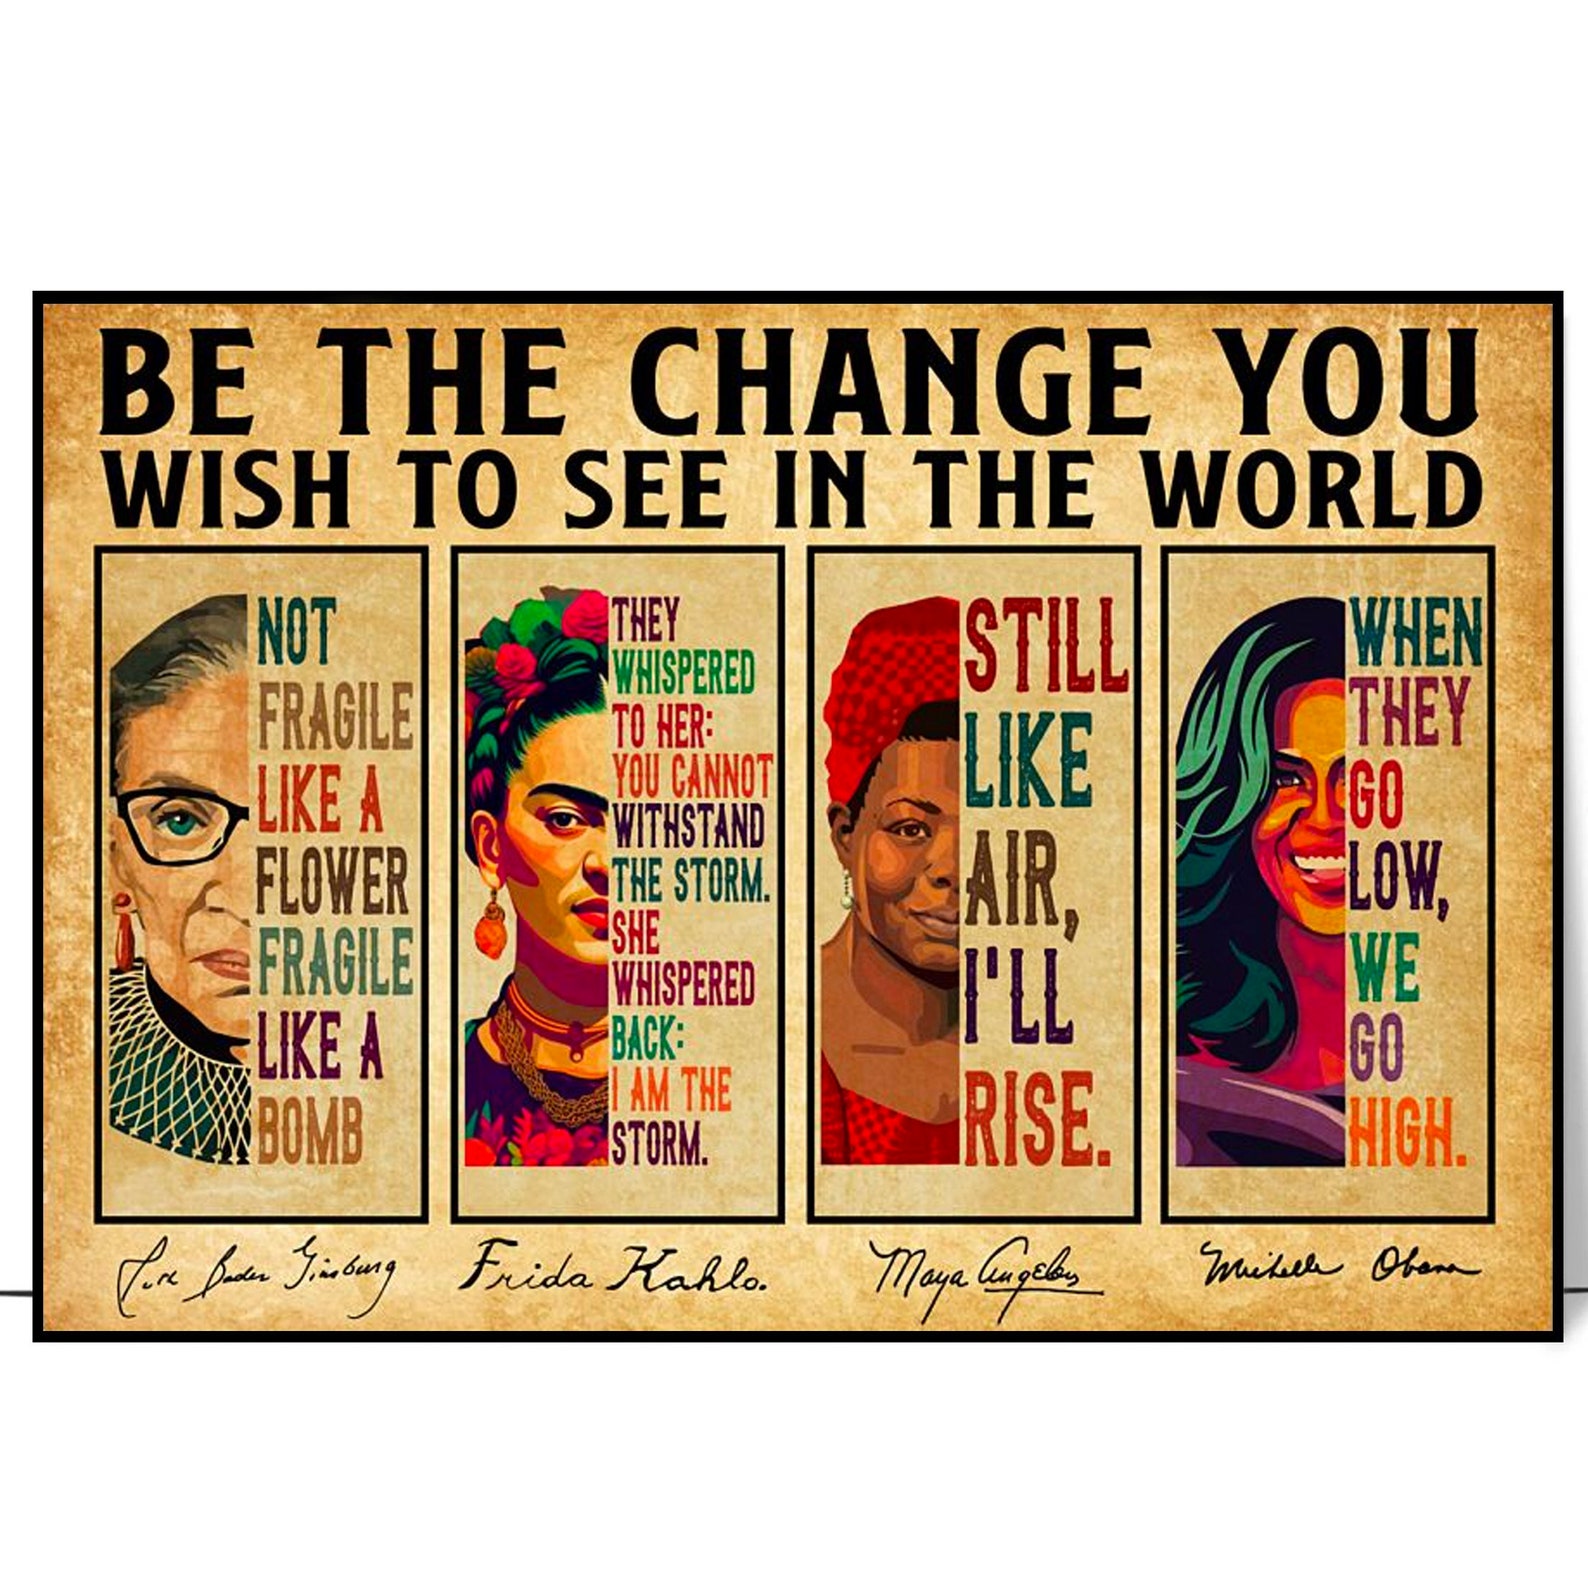 BE THE CHANGE YOU
WISH TO SEE IN THE WORLD
NOT
FRAGILE
LIKE A
FLOWER
FRAGILE
LIKE A
BOMB
THEY
WHISPERED
TO HER:
YOU CANNOT
WITHSTAND
THE STORM.
SHE
WHISPERED
BACK:
I AM THE
STORM.
STILL
LIKE
AIR,
I'LL
RISE.
WHEN
THEY
GO
LOW,
WE
GO
HIGH.
Ruth Bader Ginsburg
Frida Kahlo.
Maya Angelou
Michelle Obama